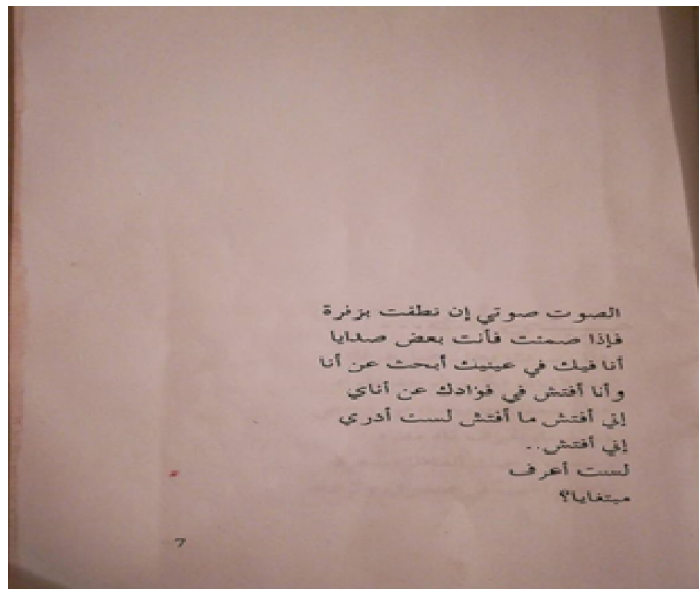 الصوت صوتي إن نطقت بزفرة
فإذا صمت فأنت بعض صدايا
أنا فيك في عينيك أبحث عن أنا
وأنا أفتش في فؤادك عن أناي
إني أفتش ما أفتش لست أدري
إني أفتش..
لست أعرف
مبتغايا؟
7